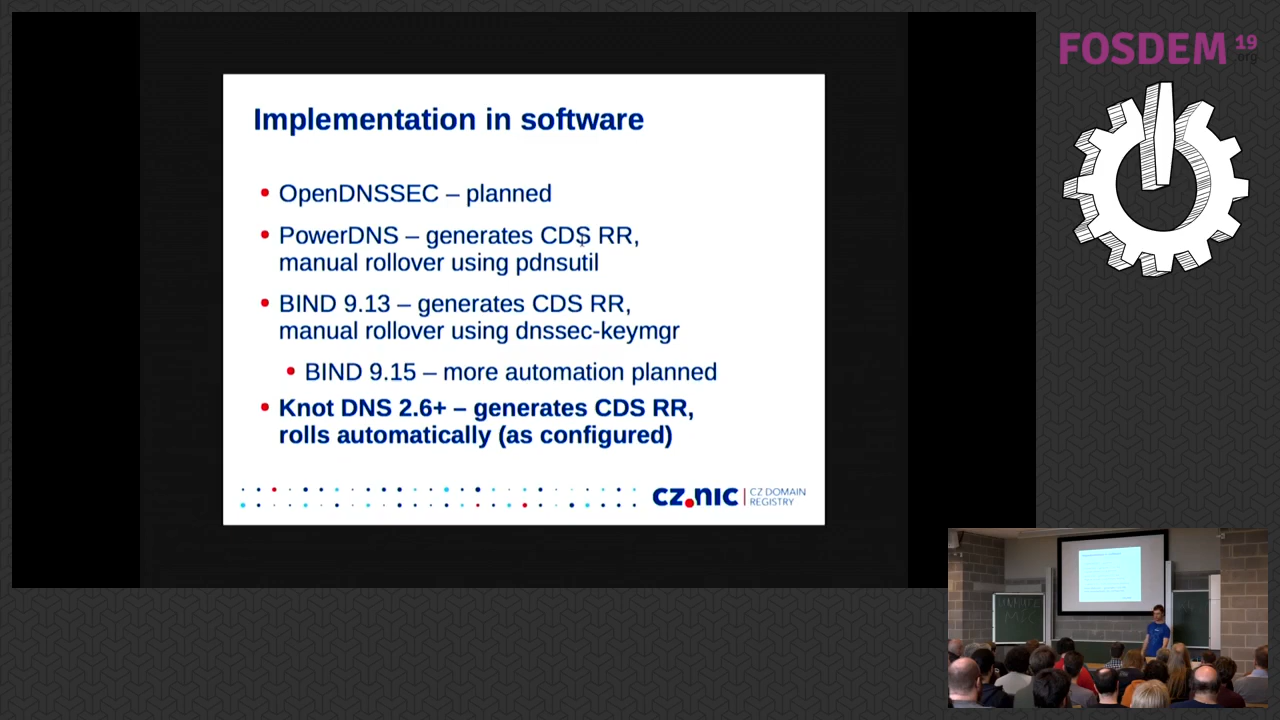 FOSDEM 19
.org
Implementation in software
• OpenDNSSEC – planned
• PowerDNS – generates CDS RR,
manual rollover using pdnsutil
• BIND 9.13 – generates CDS RR,
manual rollover using dnssec-keymgr
• BIND 9.15 – more automation planned
• Knot DNS 2.6+ – generates CDS RR,
rolls automatically (as configured)
CZ.NIC | CZ DOMAIN
REGISTRY